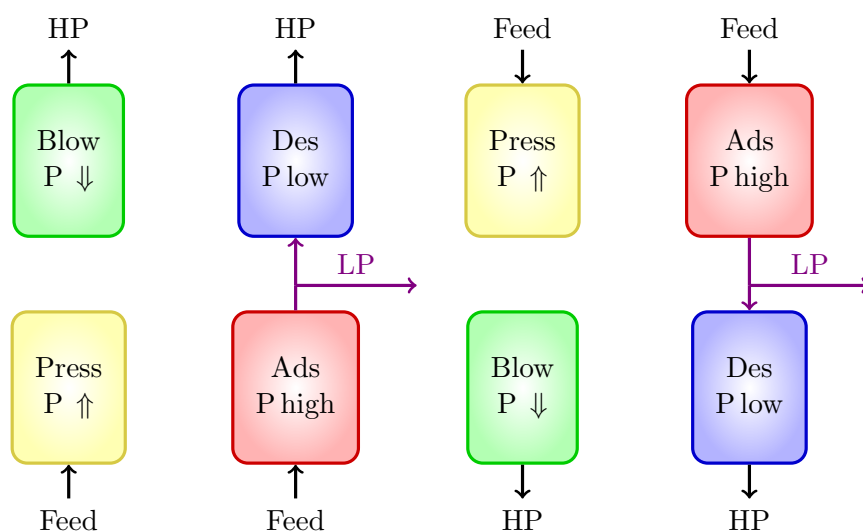 HP
HP
Feed
Feed
Blow
P ⇓
Des
P low
Press
P ⇑
Ads
P high
LP
LP
Press
P ⇑
Ads
P high
Blow
P ⇓
Des
P low
Feed
Feed
HP
HP